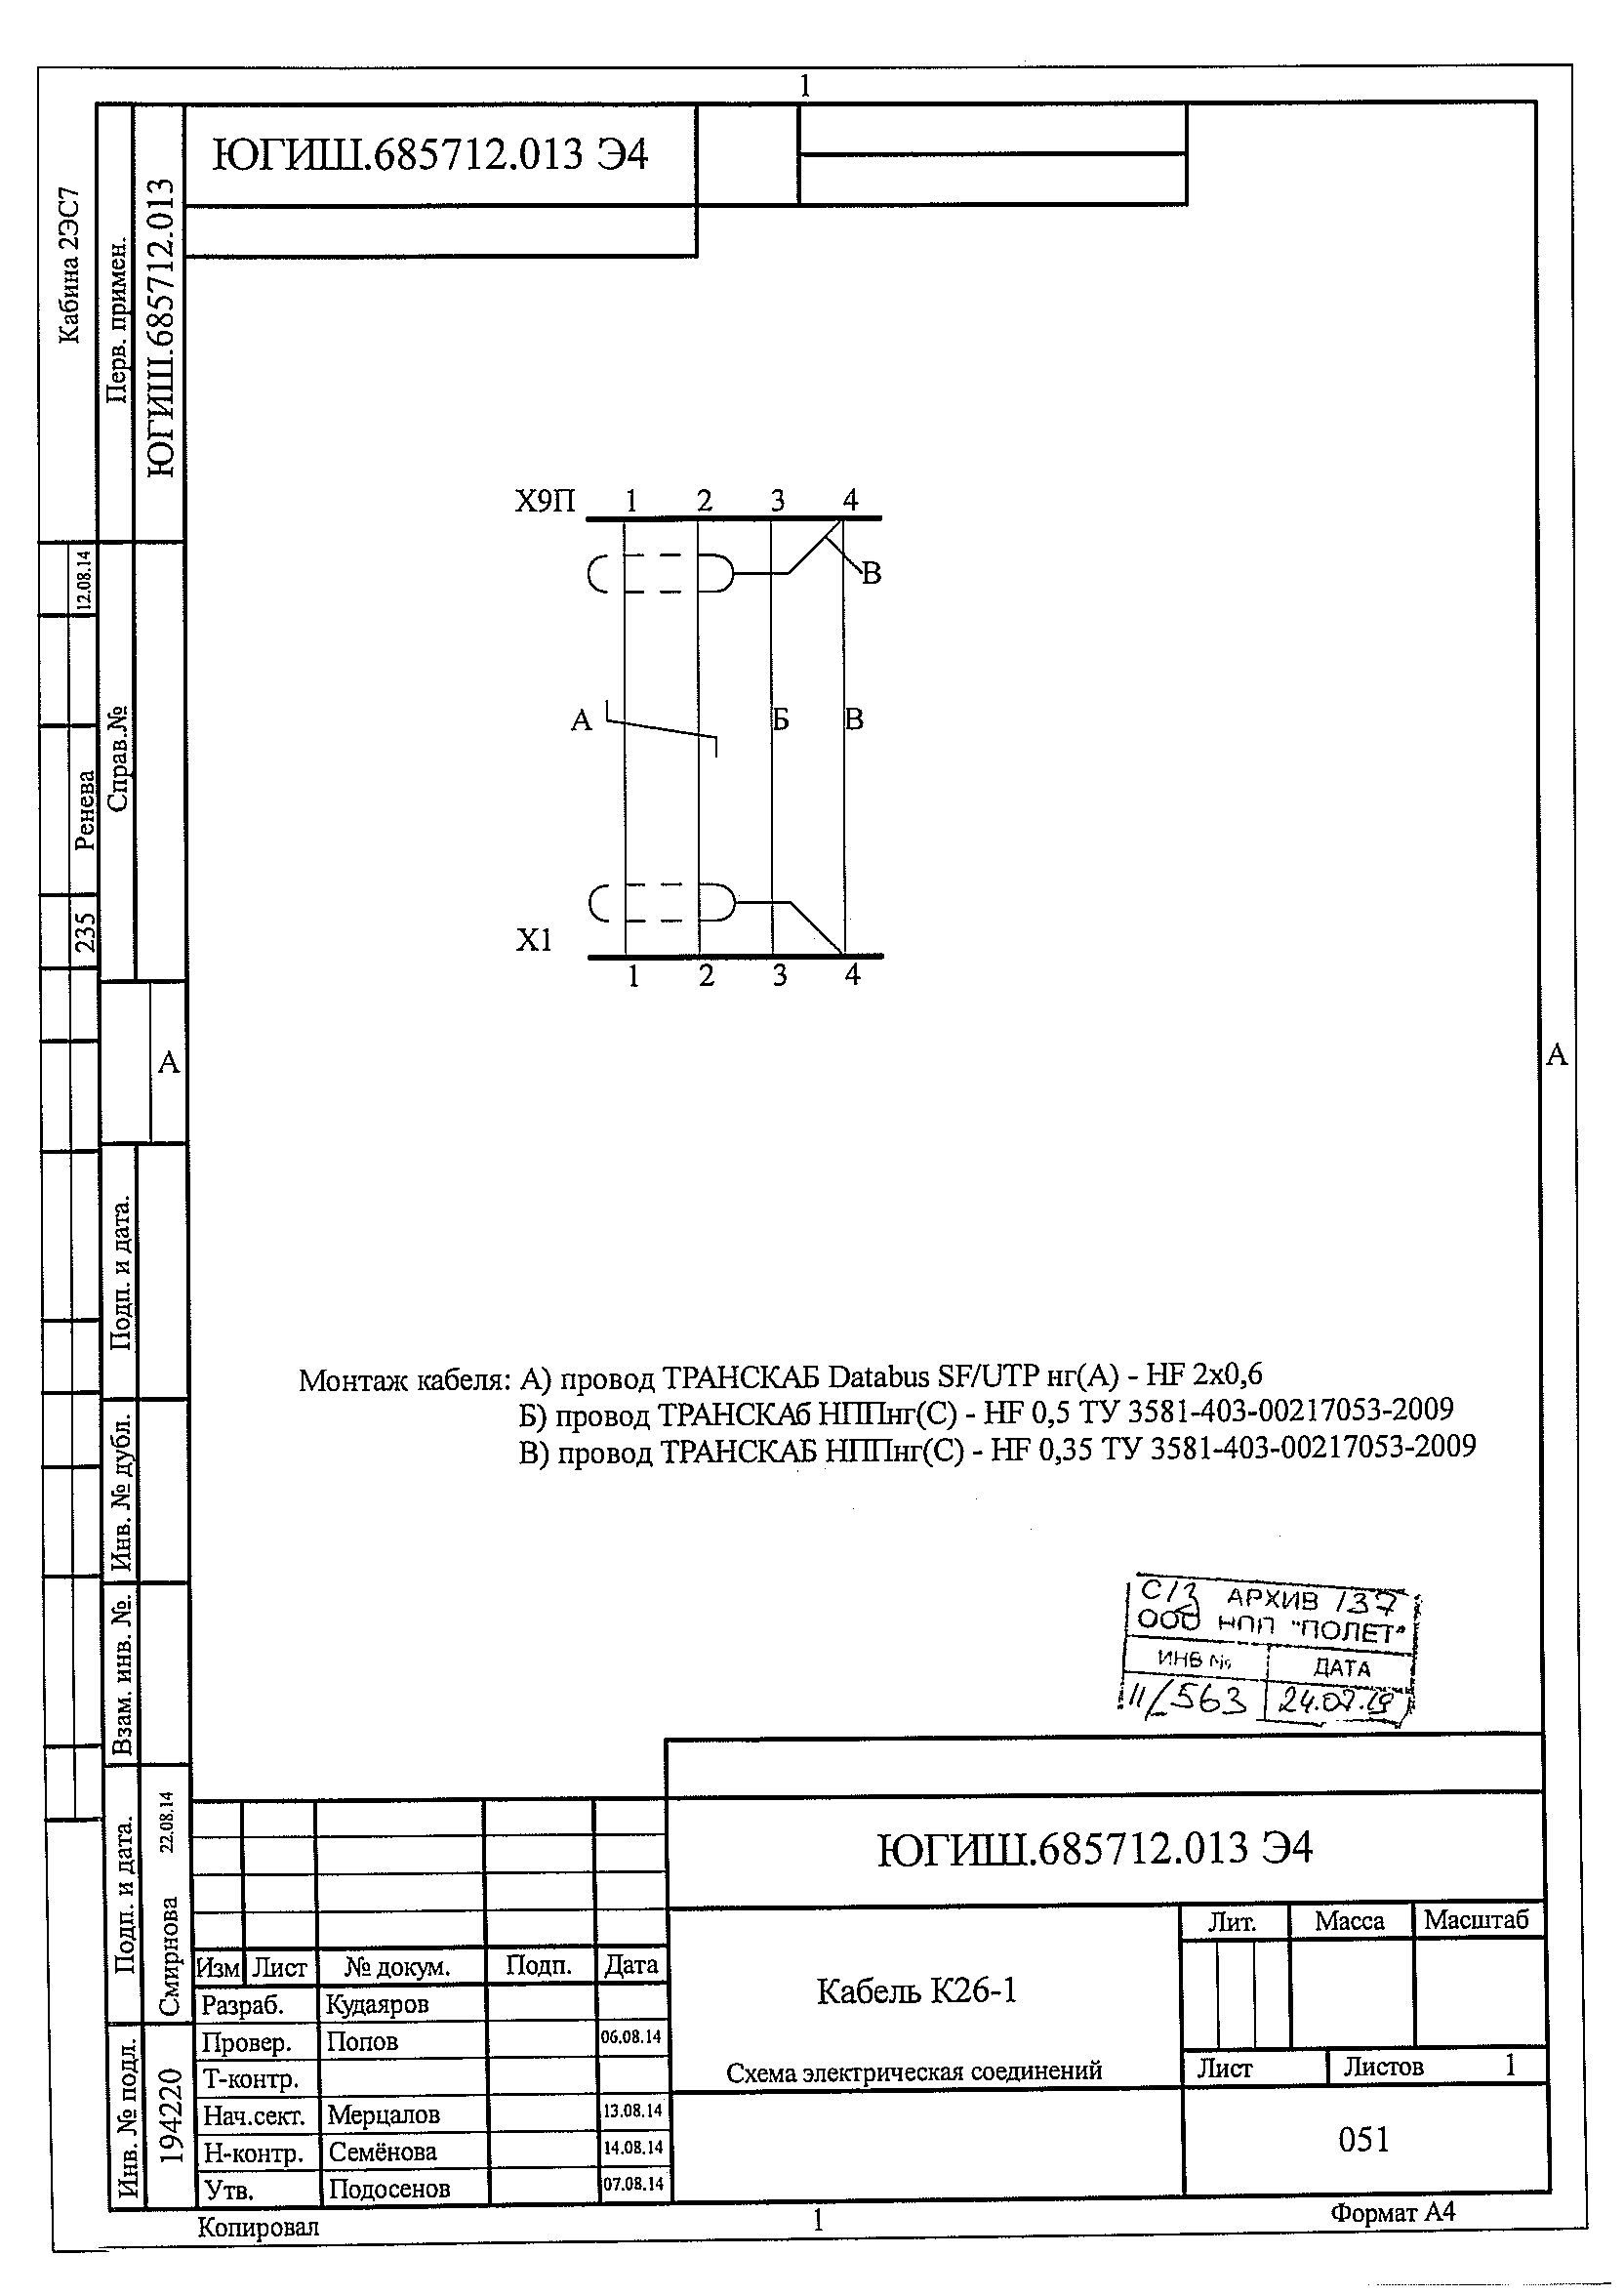 1
ЮГИШ.685712.013 Э4
Кабина 2ЭС7
Перв. примен.
ЮГИШ.685712.013
Справ.№
12.08.14
Ренева
235
Х9П 1 2 3 4
В
А Б В
Х1
1 2 3 4
А
А
Подп. и дата.
Инв. № дубл.
Взам. инв. №.
Подп. и дата.
Смирнова 22.08.14
Инв. № подл.
194220
Монтаж кабеля: А) провод ТРАНСКАБ Databus SF/UTP нг(А) - HF 2х0,6
Б) провод ТРАНСКАб НППнг(С) - HF 0,5 ТУ 3581-403-00217053-2009
В) провод ТРАНСКАБ НППнг(С) - HF 0,35 ТУ 3581-403-00217053-2009
С/З АРХИВ 137
ООО НПП "ПОЛЕТ"
ИНВ № ДАТА
11/563 24.07.19
ЮГИШ.685712.013 Э4
Изм Лист № докум. Подп. Дата
Разраб. Кудаяров
Провер. Попов 06.08.14
Т-контр.
Нач.сект. Мерцалов 13.08.14
Н-контр. Семёнова 14.08.14
Утв. Подосенов 07.08.14
Кабель К26-1
Схема электрическая соединений
Лит. Масса Масштаб
Лист Листов 1
051
Копировал
1
Формат А4